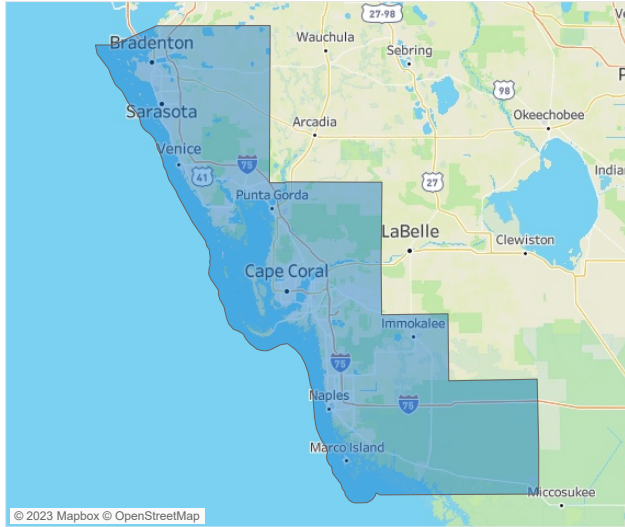 27-98
Wauchula
Bradenton
Sebring
98
Sarasota
Arcadia
Okeechobee
Venice
75
41
27
Punta Gorda
LaBelle
Clewiston
Cape Coral
Immokalee
75
Naples
75
Marco Island
Miccosukee
© 2023 Mapbox © OpenStreetMap